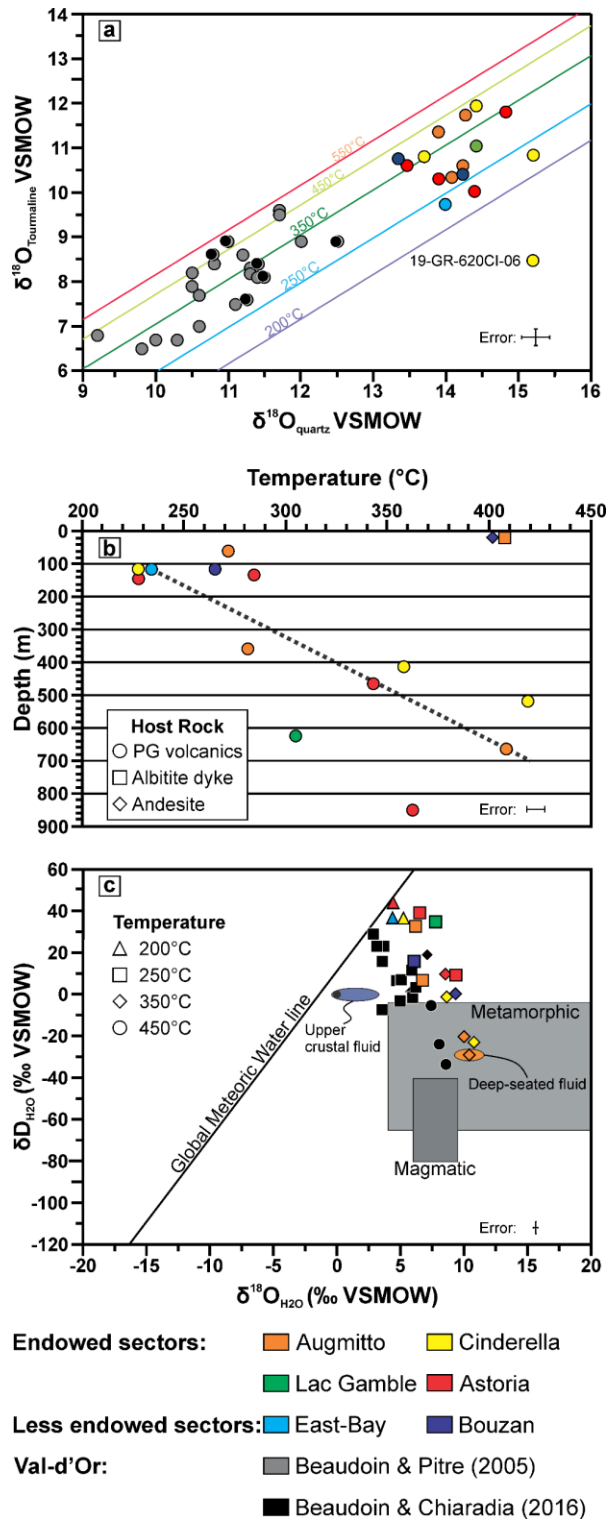 a
14
13
12
11
10
9
8
7
6
δ18OTourmaline VSMOW
550°C
450°C
350°C
250°C
200°C
19-GR-620CI-06
Error:
9 10 11 12 13 14 15 16
δ18Oquartz VSMOW
Temperature (°C)
200 250 300 350 400 450
b
0
100
200
300
400
500
600
700
800
900
Depth (m)
Host Rock
PG volcanics
Albitite dyke
Andesite
Error:
c
60
40
20
0
-20
-40
-60
-80
-100
-120
δDH2O (‰ VSMOW)
Temperature
200°C
250°C
350°C
450°C
Global Meteoric Water line
Upper
crustal fluid
Metamorphic
Deep-seated fluid
Magmatic
Error:
-20 -15 -10 -5 0 5 10 15 20
δ18OH2O (‰ VSMOW)
Endowed sectors: Augmitto Cinderella
Lac Gamble Astoria
Less endowed sectors: East-Bay Bouzan
Val-d'Or: Beaudoin & Pitre (2005)
Beaudoin & Chiaradia (2016)